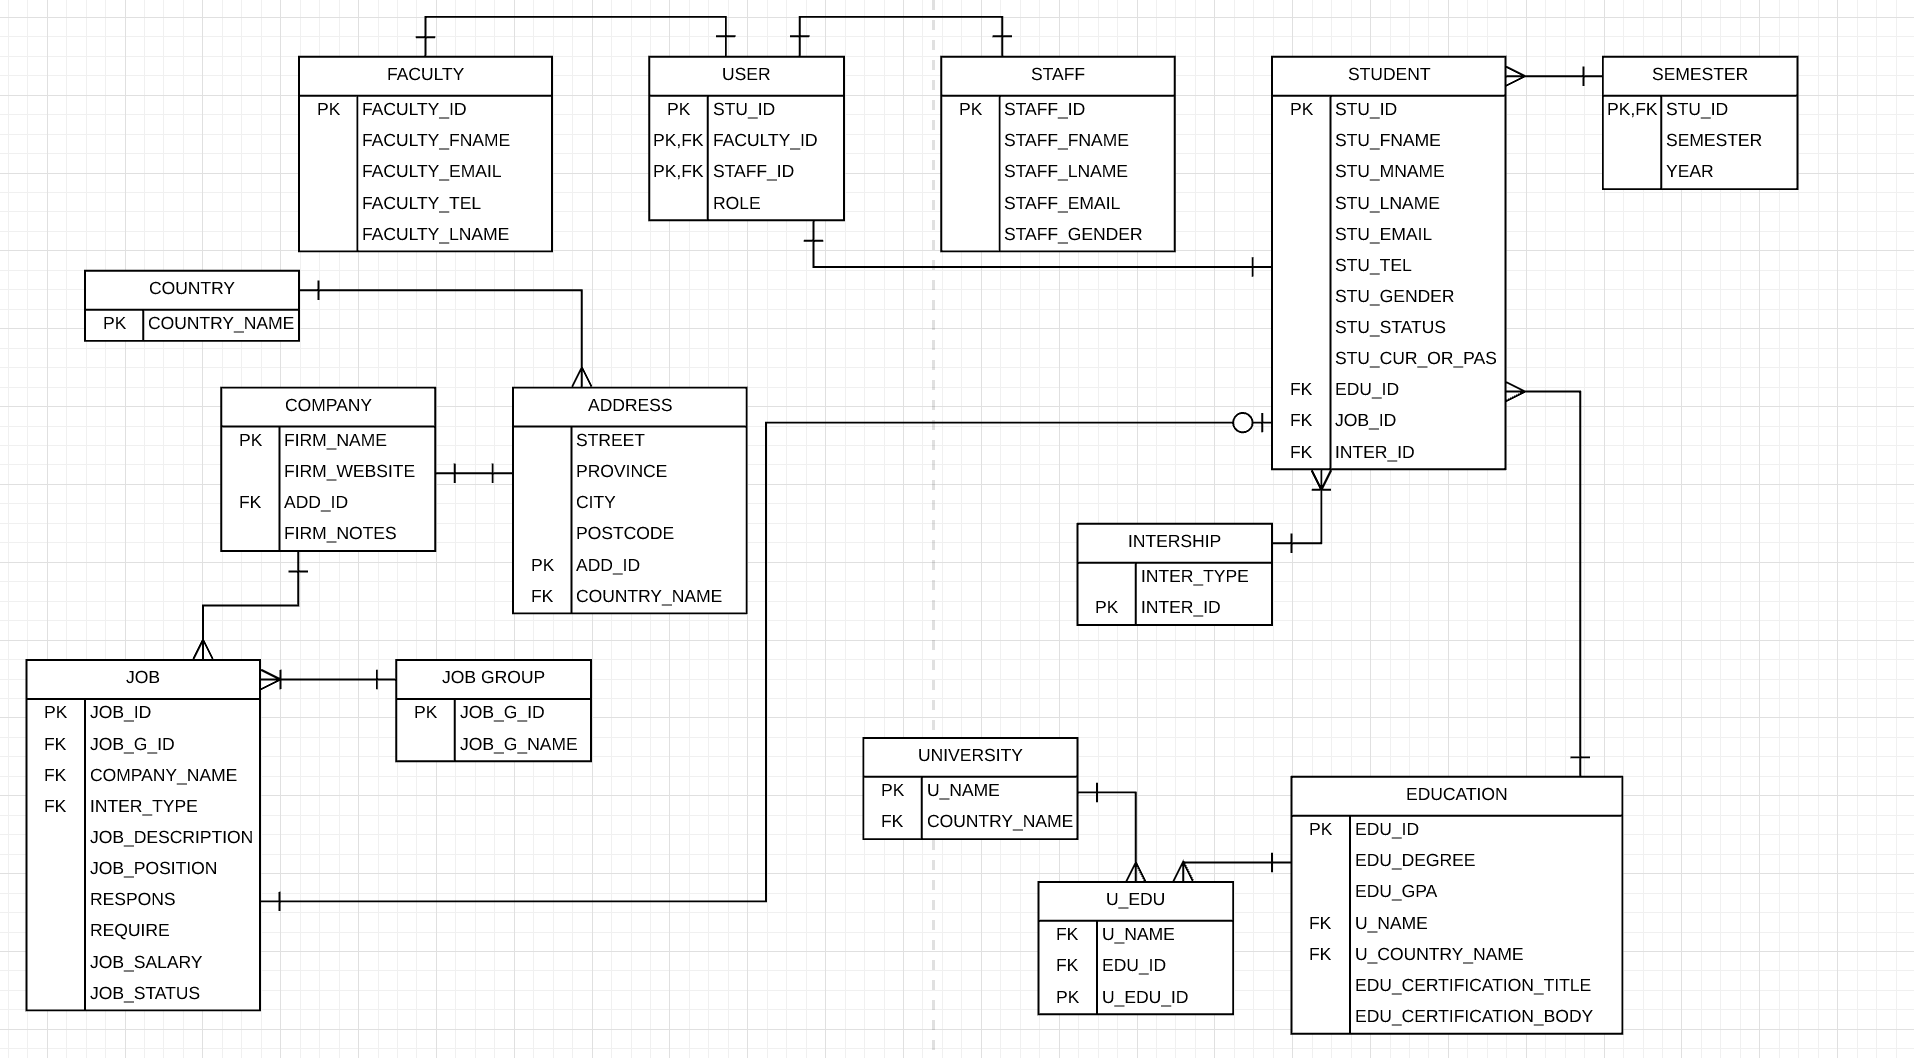 FACULTY
PK FACULTY_ID
FACULTY_FNAME
FACULTY_EMAIL
FACULTY_TEL
FACULTY_LNAME
USER
PK STU_ID
PK,FK FACULTY_ID
PK,FK STAFF_ID
ROLE
STAFF
PK STAFF_ID
STAFF_FNAME
STAFF_LNAME
STAFF_EMAIL
STAFF_GENDER
STUDENT
PK STU_ID
STU_FNAME
STU_MNAME
STU_LNAME
STU_EMAIL
STU_TEL
STU_GENDER
STU_STATUS
STU_CUR_OR_PAS
FK EDU_ID
FK JOB_ID
FK INTER_ID
SEMESTER
PK,FK STU_ID
SEMESTER
YEAR
COUNTRY
PK COUNTRY_NAME
COMPANY
PK FIRM_NAME
FIRM_WEBSITE
FK ADD_ID
FIRM_NOTES
ADDRESS
STREET
PROVINCE
CITY
POSTCODE
PK ADD_ID
FK COUNTRY_NAME
INTERSHIP
INTER_TYPE
PK INTER_ID
JOB
PK JOB_ID
FK JOB_G_ID
FK COMPANY_NAME
FK INTER_TYPE
JOB_DESCRIPTION
JOB_POSITION
RESPONS
REQUIRE
JOB_SALARY
JOB_STATUS
JOB GROUP
PK JOB_G_ID
JOB_G_NAME
UNIVERSITY
PK U_NAME
FK COUNTRY_NAME
U_EDU
FK U_NAME
FK EDU_ID
PK U_EDU_ID
EDUCATION
PK EDU_ID
EDU_DEGREE
EDU_GPA
FK U_NAME
FK U_COUNTRY_NAME
EDU_CERTIFICATION_TITLE
EDU_CERTIFICATION_BODY